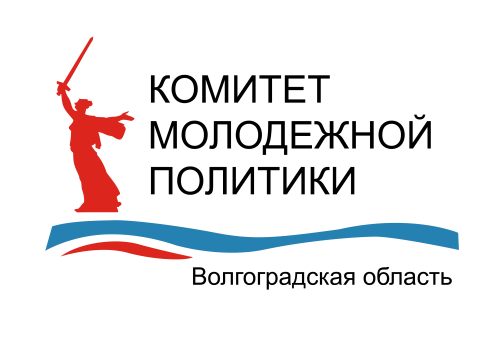 КОМИТЕТ
МОЛОДЕЖНОЙ
ПОЛИТИКИ
Волгоградская область